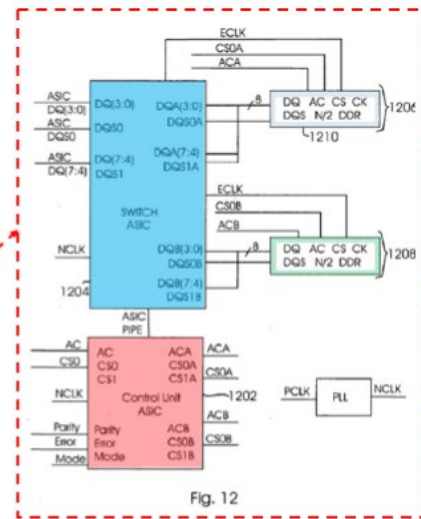 ECLK
CS0A
ACA
ASIC
DQ(3:0)
ASIC
DQS0
ASIC
DQ(7:4)
DQ(3:0)
DQS0
DQ(7:4)
DQS1
DQA(3:0)
DQS0A
DQA(7:4)
DQS1A
8
DQ AC CS CK
DQS N/2 DDR
1206
1210
SWITCH
ASIC
ECLK
CS0B
ACB
NCLK
1204
DQB(3:0)
DQS0B
DQB(7:4)
DQS1B
8
DQ AC CS CK
DQS N/2 DDR
1208
ASIC
PIPE
AC
CS0
NCLK
Parity
Error
Mode
AC
CS0
CS1
ACA
CS0A
CS1A
Control Unit
ASIC
Parity
Error
Mode
ACB
CS0B
CS1B
ACA
CS0A
1202
ACB
CS0B
PCLK
PLL
NCLK
Fig. 12